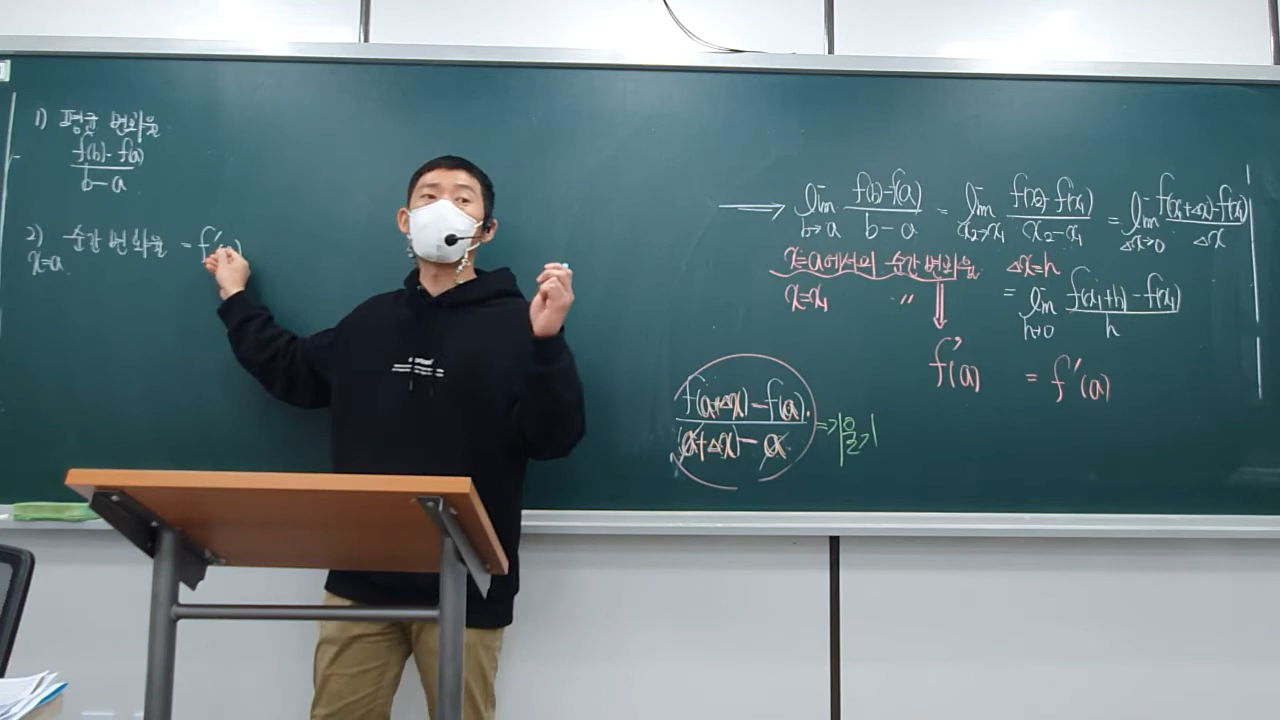 1) 평균 변화율
f(b)-f(a)
b-a
2) 순간 변화율 = f'(
x=a
→ lim b→a f(b)-f(a) / b-a = lim x₂→x₁ f(x₂)-f(x₁) / x₂-x₁ = lim Δx→0 f(x₁+Δx)-f(x₁) / Δx
x=a에서의 순간변화율 Δx=h
x=x₁ 〃 ⇓ = lim h→0 f(x₁+h)-f(x₁) / h
f'(a) = f'(a)
f(a+Δx)-f(a)
(a+Δx)-a
⇒ 기울기